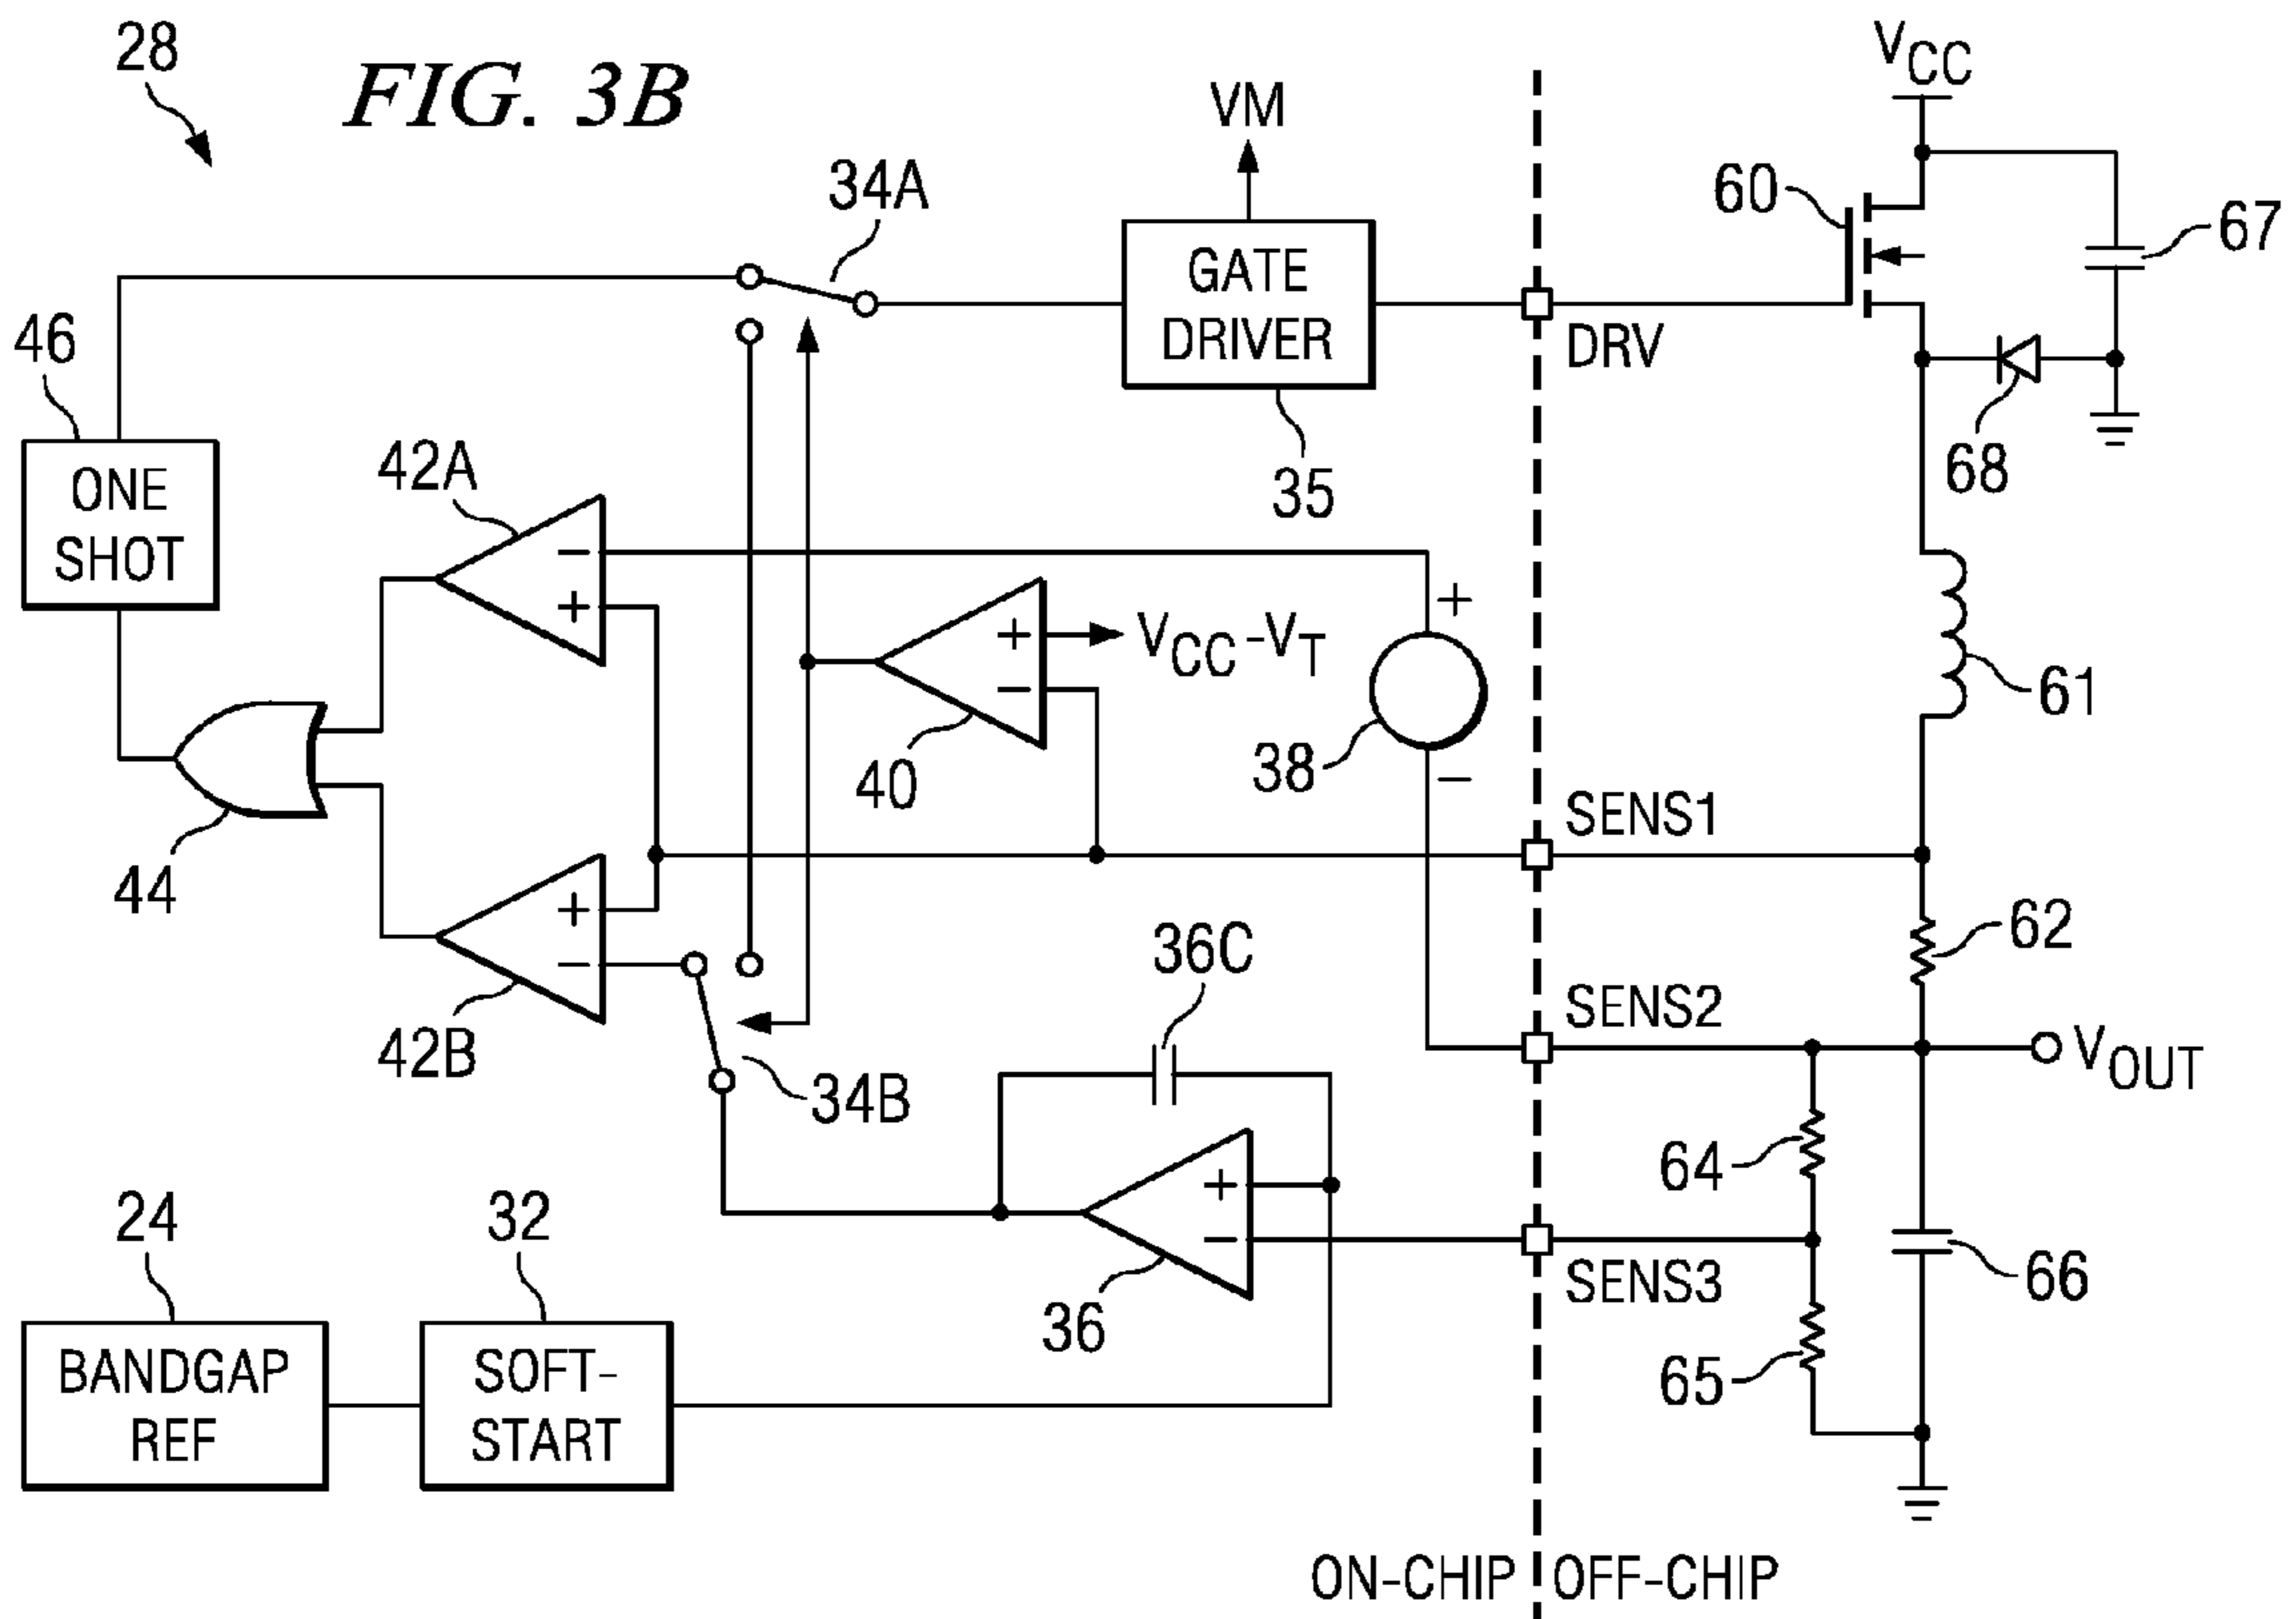 28
FIG. 3B
VCC
VM
34A
60
67
GATE
DRIVER
DRV
46
68
ONE
SHOT
42A
35
+
−
+
+
−
VCC-VT
61
40
38
−
SENS1
44
+
−
62
36C
SENS2
42B
34B
VOUT
64
+
−
24
32
SENS3
66
36
BANDGAP
REF
SOFT-
START
65
ON-CHIP
OFF-CHIP